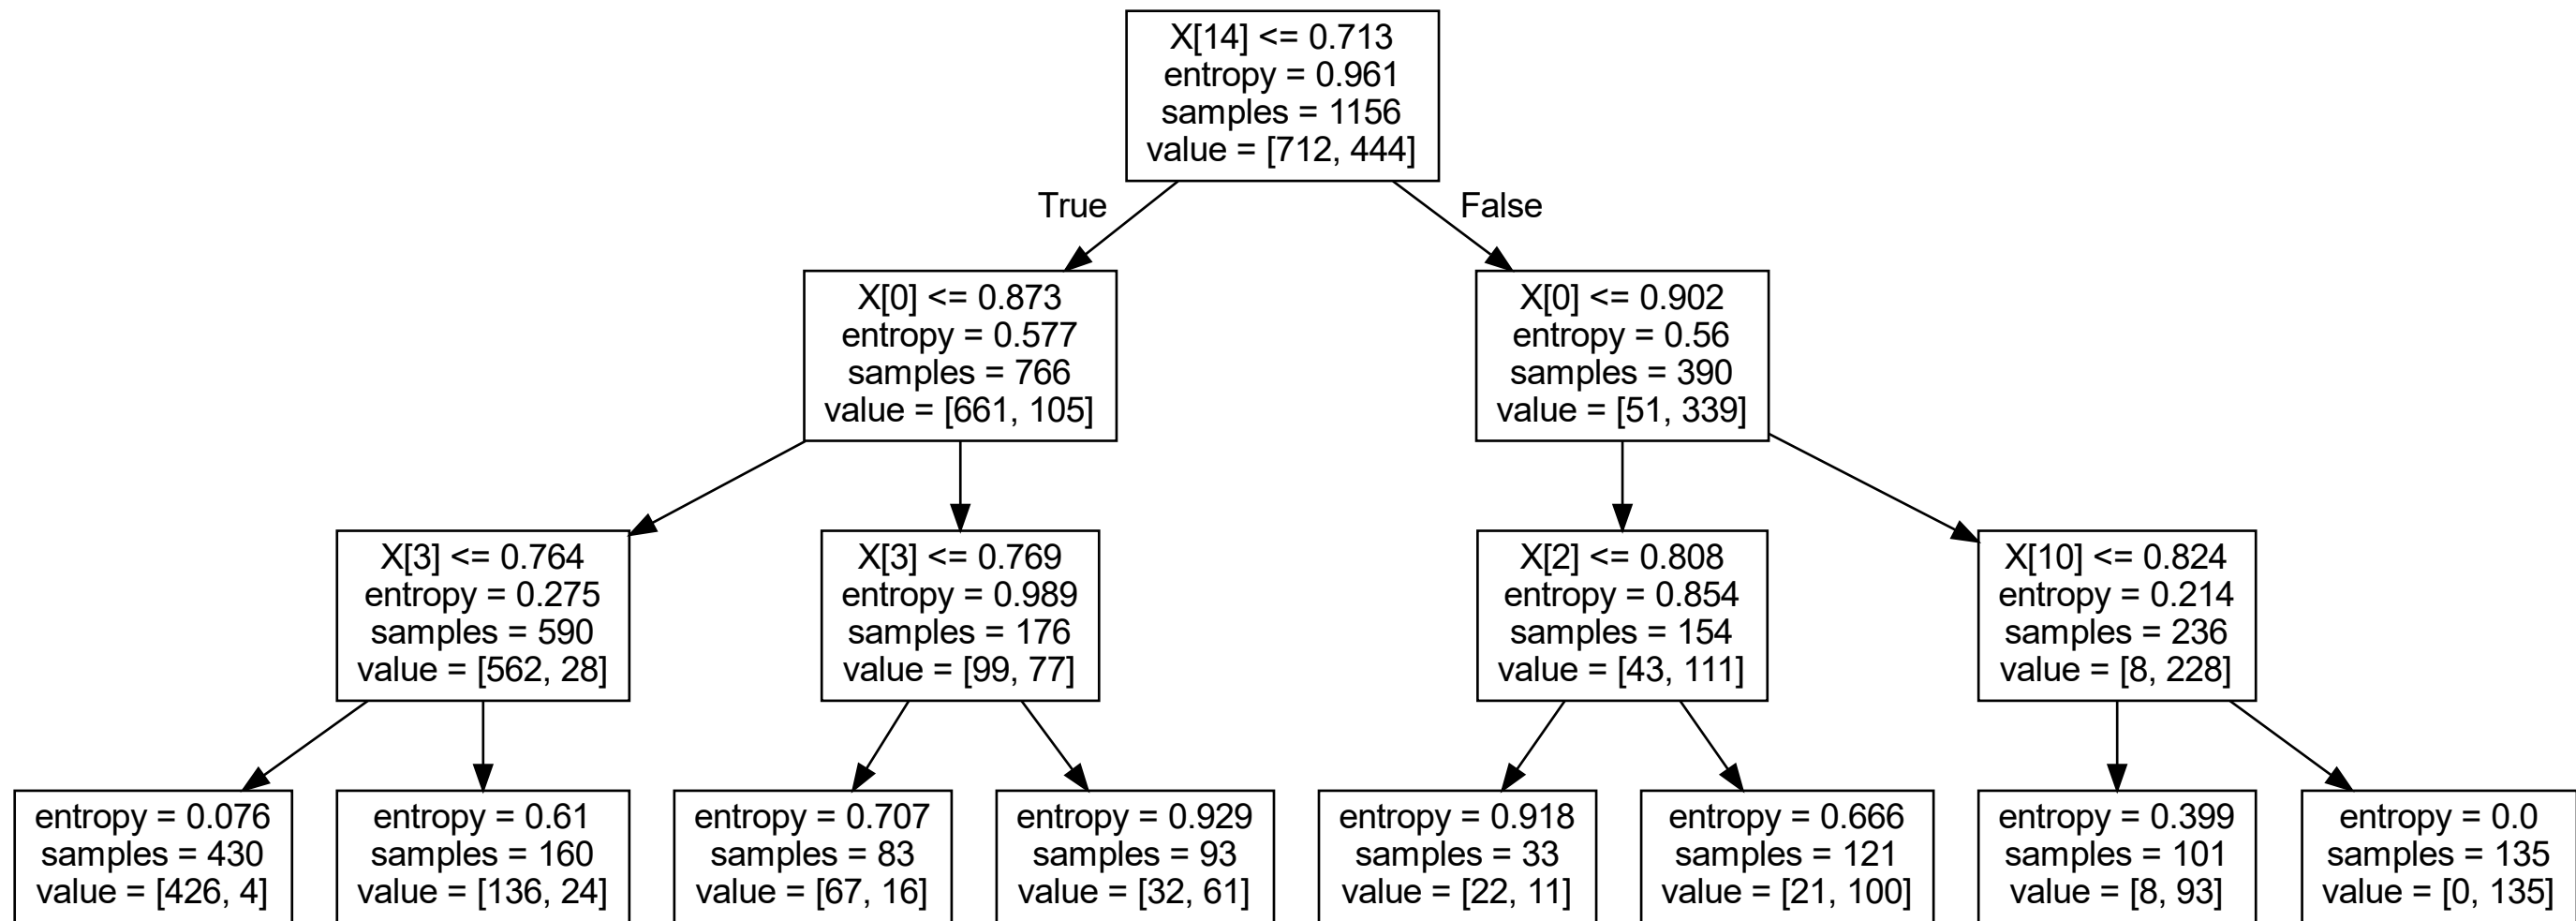 X[14] <= 0.713
entropy = 0.961
samples = 1156
value = [712, 444]
True
False
X[0] <= 0.873
entropy = 0.577
samples = 766
value = [661, 105]
X[0] <= 0.902
entropy = 0.56
samples = 390
value = [51, 339]
X[3] <= 0.764
entropy = 0.275
samples = 590
value = [562, 28]
X[3] <= 0.769
entropy = 0.989
samples = 176
value = [99, 77]
X[2] <= 0.808
entropy = 0.854
samples = 154
value = [43, 111]
X[10] <= 0.824
entropy = 0.214
samples = 236
value = [8, 228]
entropy = 0.076
samples = 430
value = [426, 4]
entropy = 0.61
samples = 160
value = [136, 24]
entropy = 0.707
samples = 83
value = [67, 16]
entropy = 0.929
samples = 93
value = [32, 61]
entropy = 0.918
samples = 33
value = [22, 11]
entropy = 0.666
samples = 121
value = [21, 100]
entropy = 0.399
samples = 101
value = [8, 93]
entropy = 0.0
samples = 135
value = [0, 135]